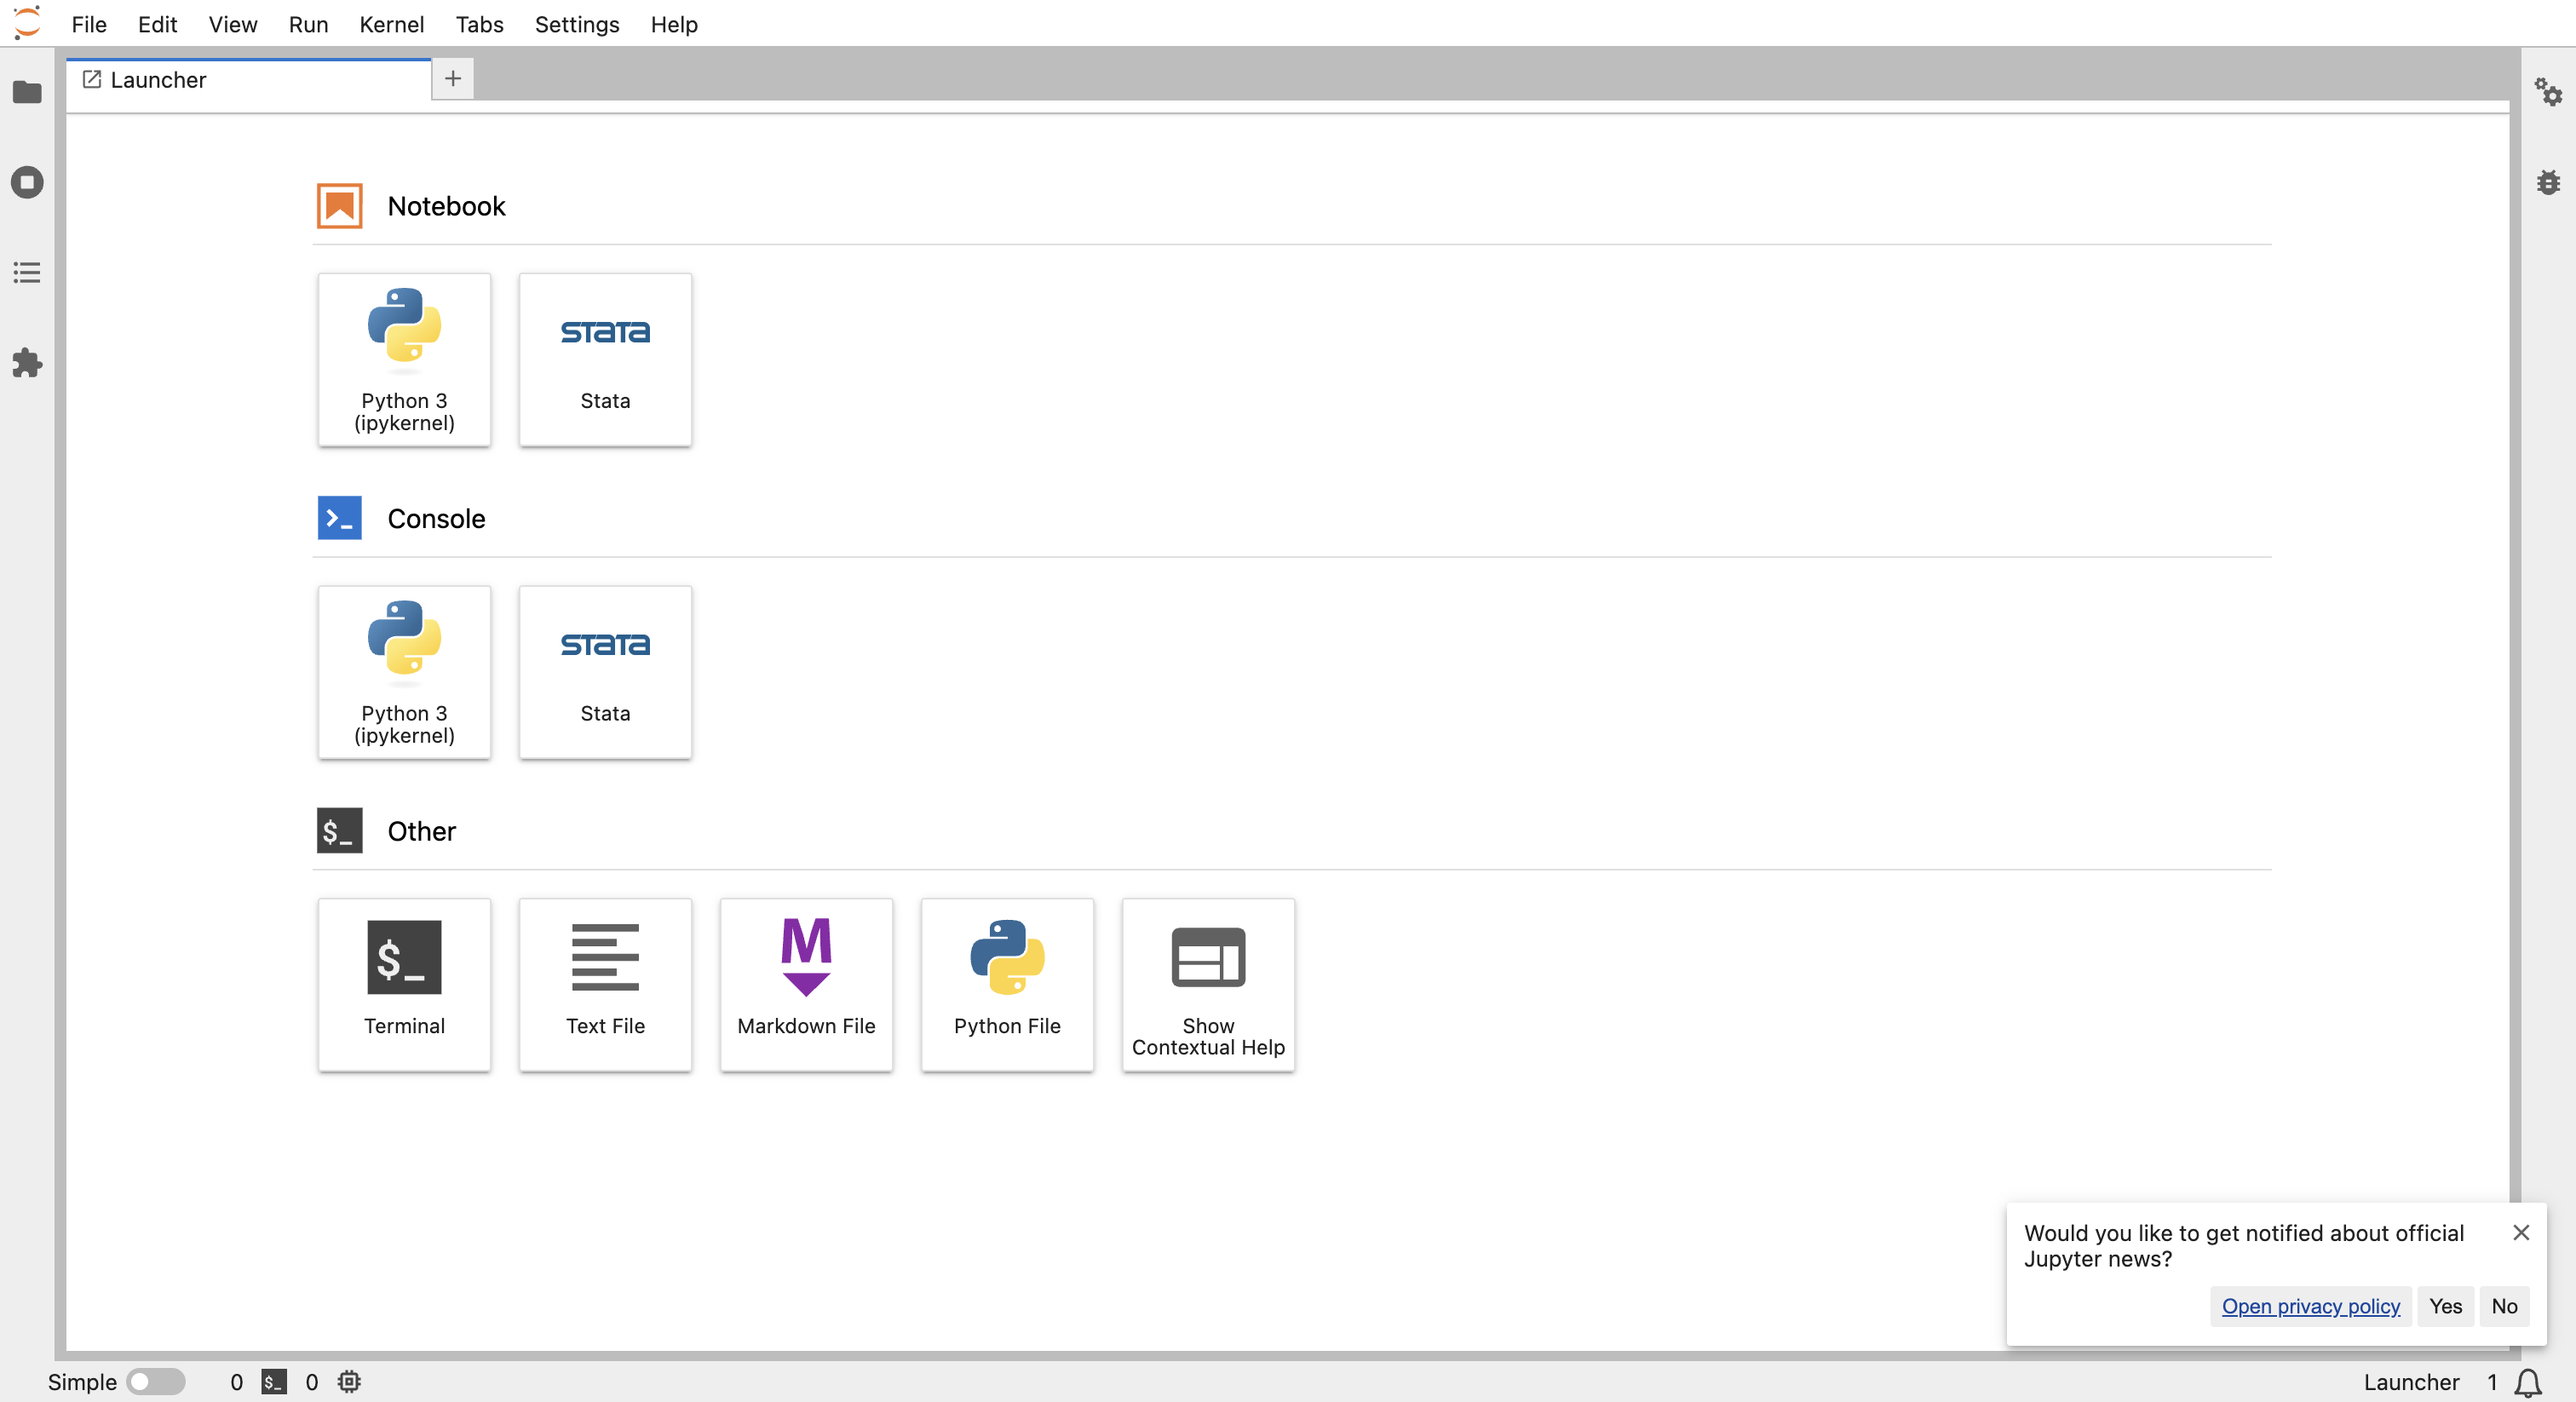 File Edit View Run Kernel Tabs Settings Help
Launcher
Notebook
Python 3
(ipykernel)
stata
Stata
Console
Python 3
(ipykernel)
stata
Stata
$_ Other
$_
Terminal
Text File
M
Markdown File
Python File
Show
Contextual Help
Would you like to get notified about official
Jupyter news?
Open privacy policy Yes No
Simple 0 $_ 0 Launcher 1